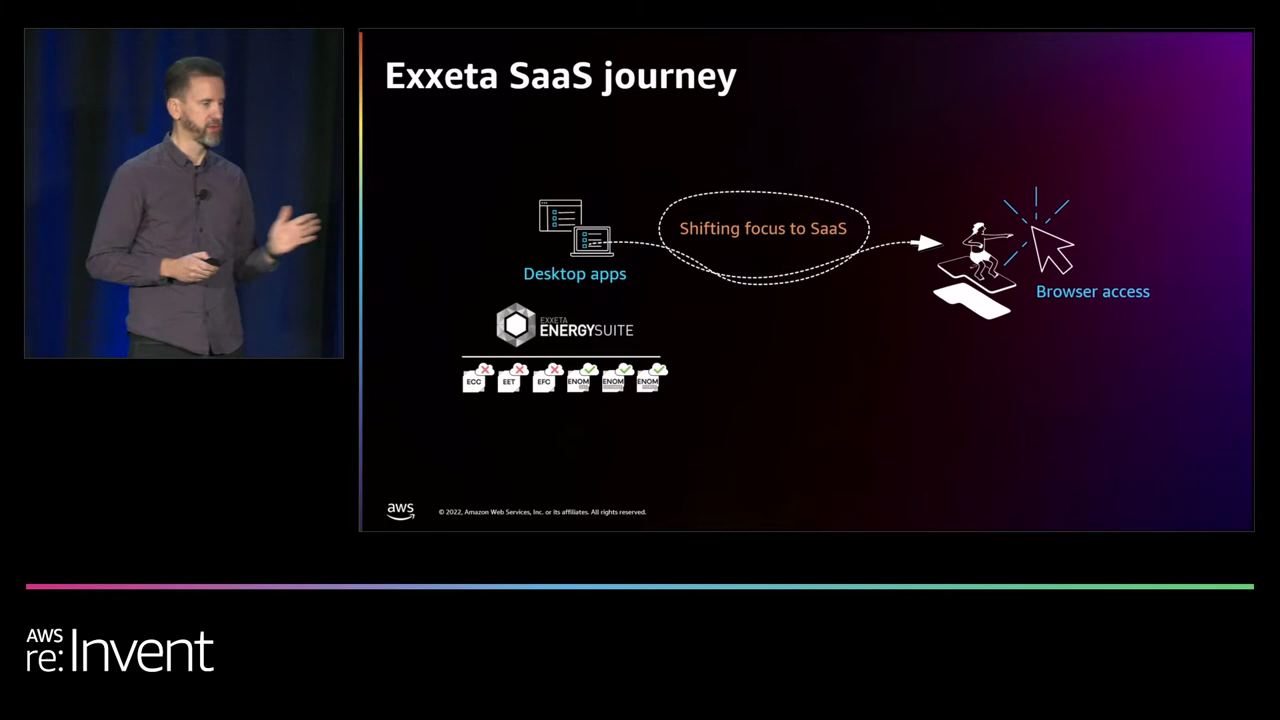 Exxeta SaaS journey
Shifting focus to SaaS
Desktop apps
Browser access
EXXETA
ENERGYSUITE
ECC EET EFC ENOM ENOM ENOM
aws
© 2022, Amazon Web Services, Inc. or its affiliates. All rights reserved.
AWS
re:Invent